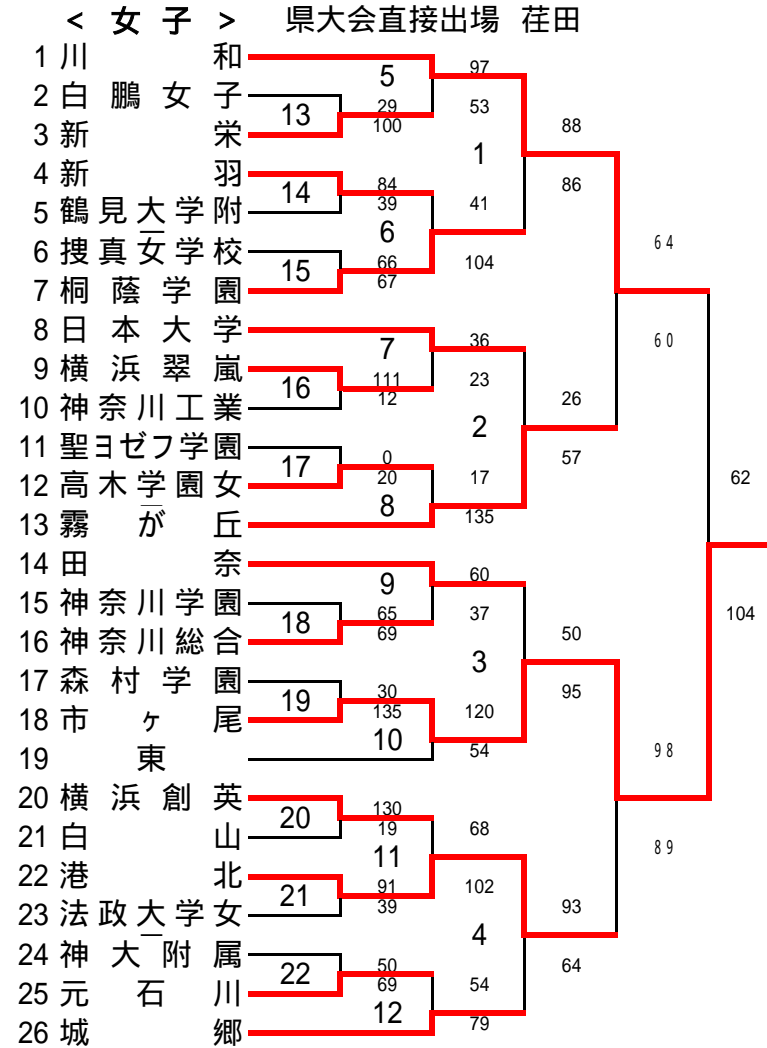 < 女 子 > 県大会直接出場 荏田
1 川 和
2 白 鵬 女 子
3 新 栄
4 新 羽
5 鶴 見 大 学 附
6 捜 真 女 学 校
7 桐 蔭 学 園
8 日 本 大 学
9 横 浜 翠 嵐
10 神 奈 川 工 業
11 聖ヨゼフ学園
12 高 木 学 園 女
13 霧 が 丘
14 田 奈
15 神 奈 川 学 園
16 神 奈 川 総 合
17 森 村 学 園
18 市 ヶ 尾
19 東
20 横 浜 創 英
21 白 山
22 港 北
23 法 政 大 学 女
24 神 大 附 属
25 元 石 川
26 城 郷
13
14
15
16
17
18
19
20
21
22
5
29
100
84
39
6
66
67
7
111
12
0
20
8
9
65
69
30
135
10
130
19
11
91
39
50
69
12
97
53
1
41
104
36
23
2
17
135
60
37
3
120
54
68
102
4
54
79
88
86
26
57
50
95
93
64
64
60
98
89
62
104